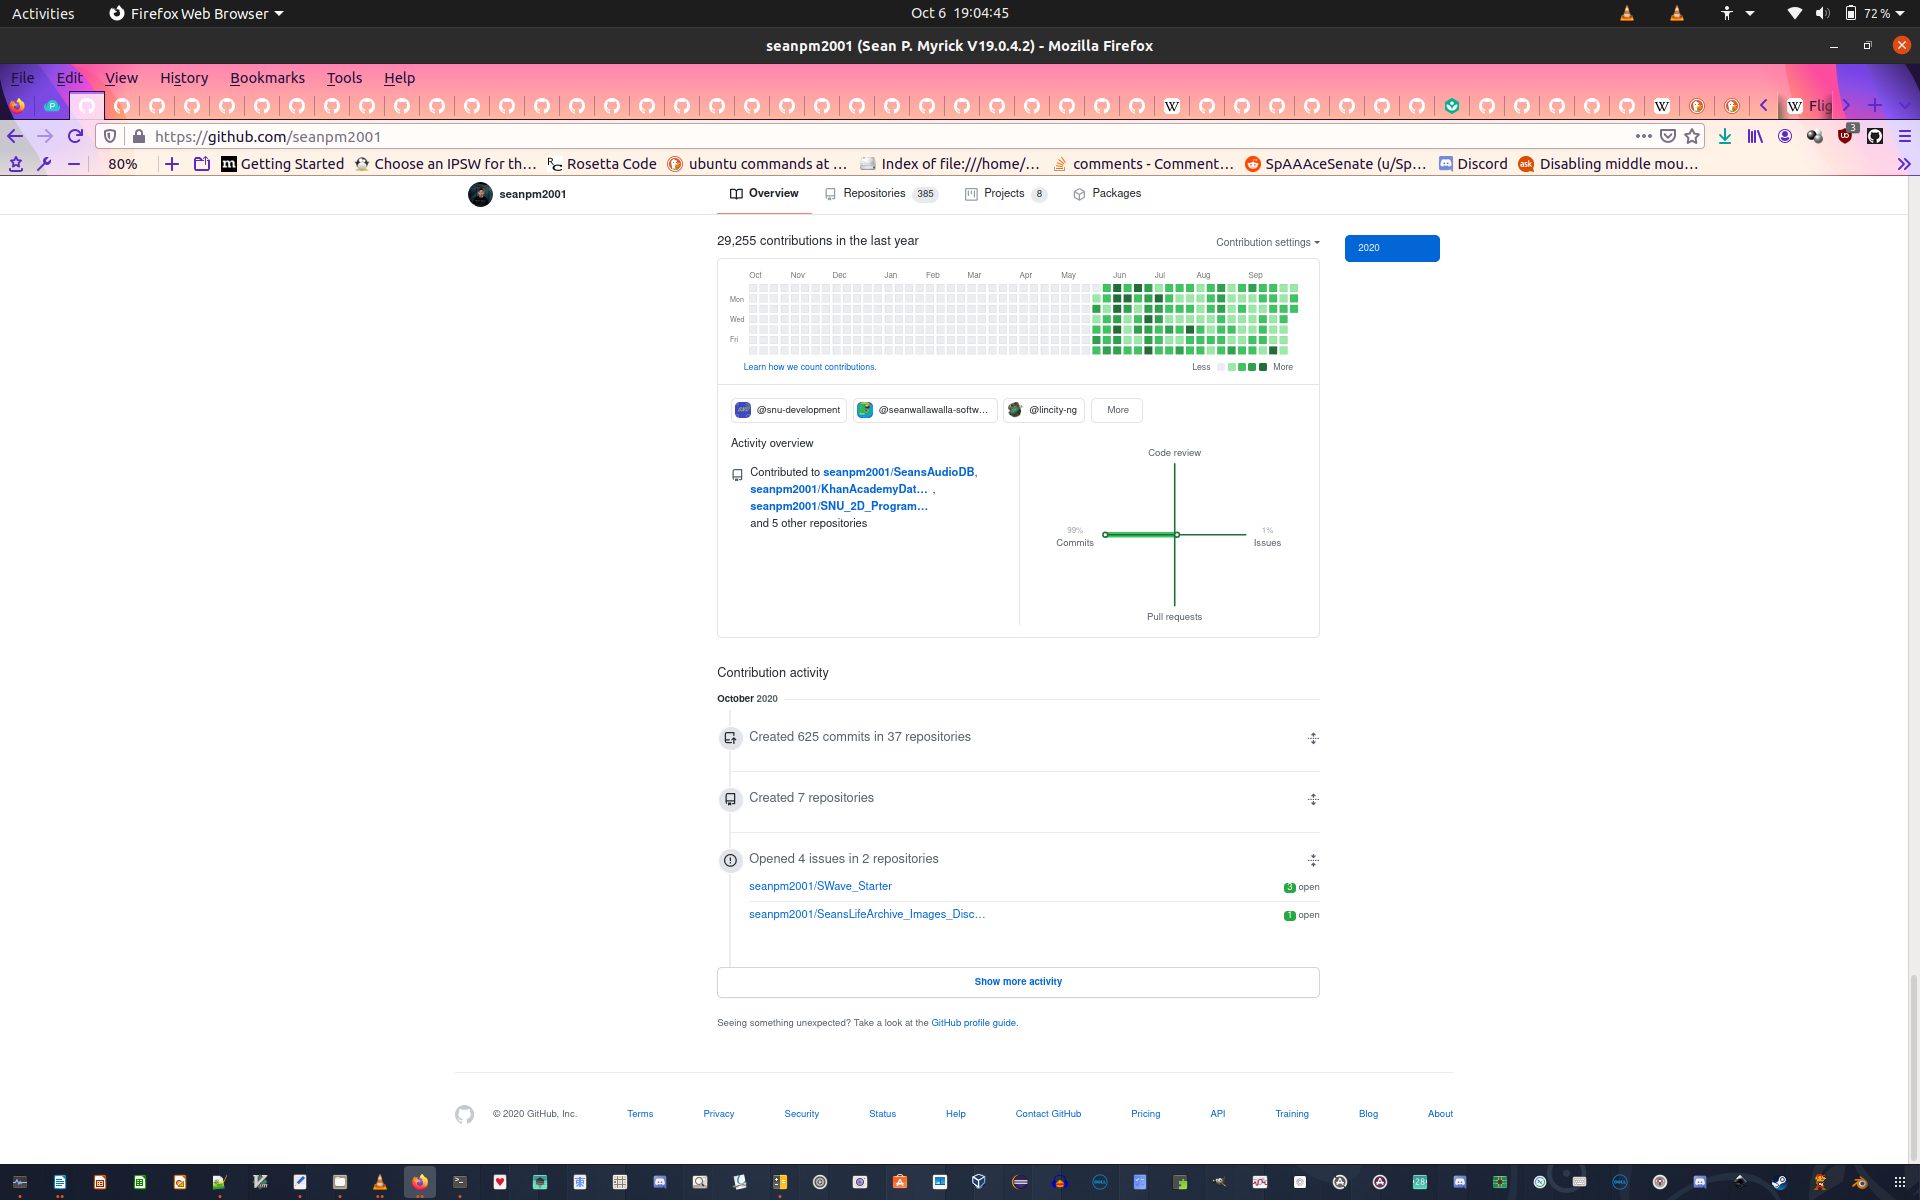 Activities Firefox Web Browser Oct 6 19:04:45 72 %
seanpm2001 (Sean P. Myrick V19.0.4.2) - Mozilla Firefox
File Edit View History Bookmarks Tools Help
Flig
https://github.com/seanpm2001 3
80% Getting Started Choose an IPSW for th… Rosetta Code ubuntu commands at … Index of file:///home/… comments - Comment… SpAAAceSenate (u/Sp… Discord Disabling middle mou…
seanpm2001 Overview Repositories 385 Projects 8 Packages
29,255 contributions in the last year Contribution settings 2020
Oct Nov Dec Jan Feb Mar Apr May Jun Jul Aug Sep
Mon
Wed
Fri
Learn how we count contributions. Less More
@snu-development @seanwallawalla-softw… @lincity-ng More
Activity overview
Code review
Contributed to seanpm2001/SeansAudioDB,
seanpm2001/KhanAcademyDat… ,
seanpm2001/SNU_2D_Program…
and 5 other repositories
99% 1%
Commits Issues
Pull requests
Contribution activity
October 2020
Created 625 commits in 37 repositories
Created 7 repositories
Opened 4 issues in 2 repositories
seanpm2001/SWave_Starter 3 open
seanpm2001/SeansLifeArchive_Images_Disc… 1 open
Show more activity
Seeing something unexpected? Take a look at the GitHub profile guide.
© 2020 GitHub, Inc. Terms Privacy Security Status Help Contact GitHub Pricing API Training Blog About